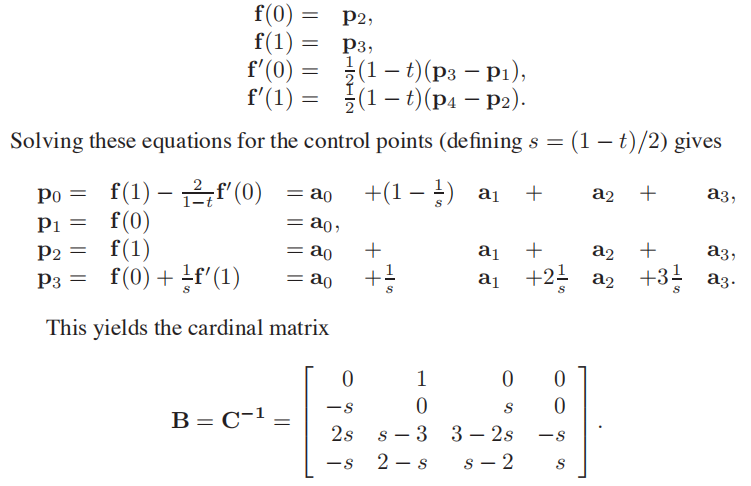 f(0) = p₂,
f(1) = p₃,
f′(0) = ½(1 − t)(p₃ − p₁),
f′(1) = ½(1 − t)(p₄ − p₂).
Solving these equations for the control points (defining s = (1 − t)/2) gives
p₀ = f(1) − 2/(1−t) f′(0) = a₀ +(1 − 1/s) a₁ + a₂ + a₃,
p₁ = f(0) = a₀,
p₂ = f(1) = a₀ + a₁ + a₂ + a₃,
p₃ = f(0) + 1/s f′(1) = a₀ +1/s a₁ +2 1/s a₂ +3 1/s a₃.
This yields the cardinal matrix
B = C⁻¹ =
0 1 0 0
−s 0 s 0
2s s − 3 3 − 2s −s
−s 2 − s s − 2 s
.